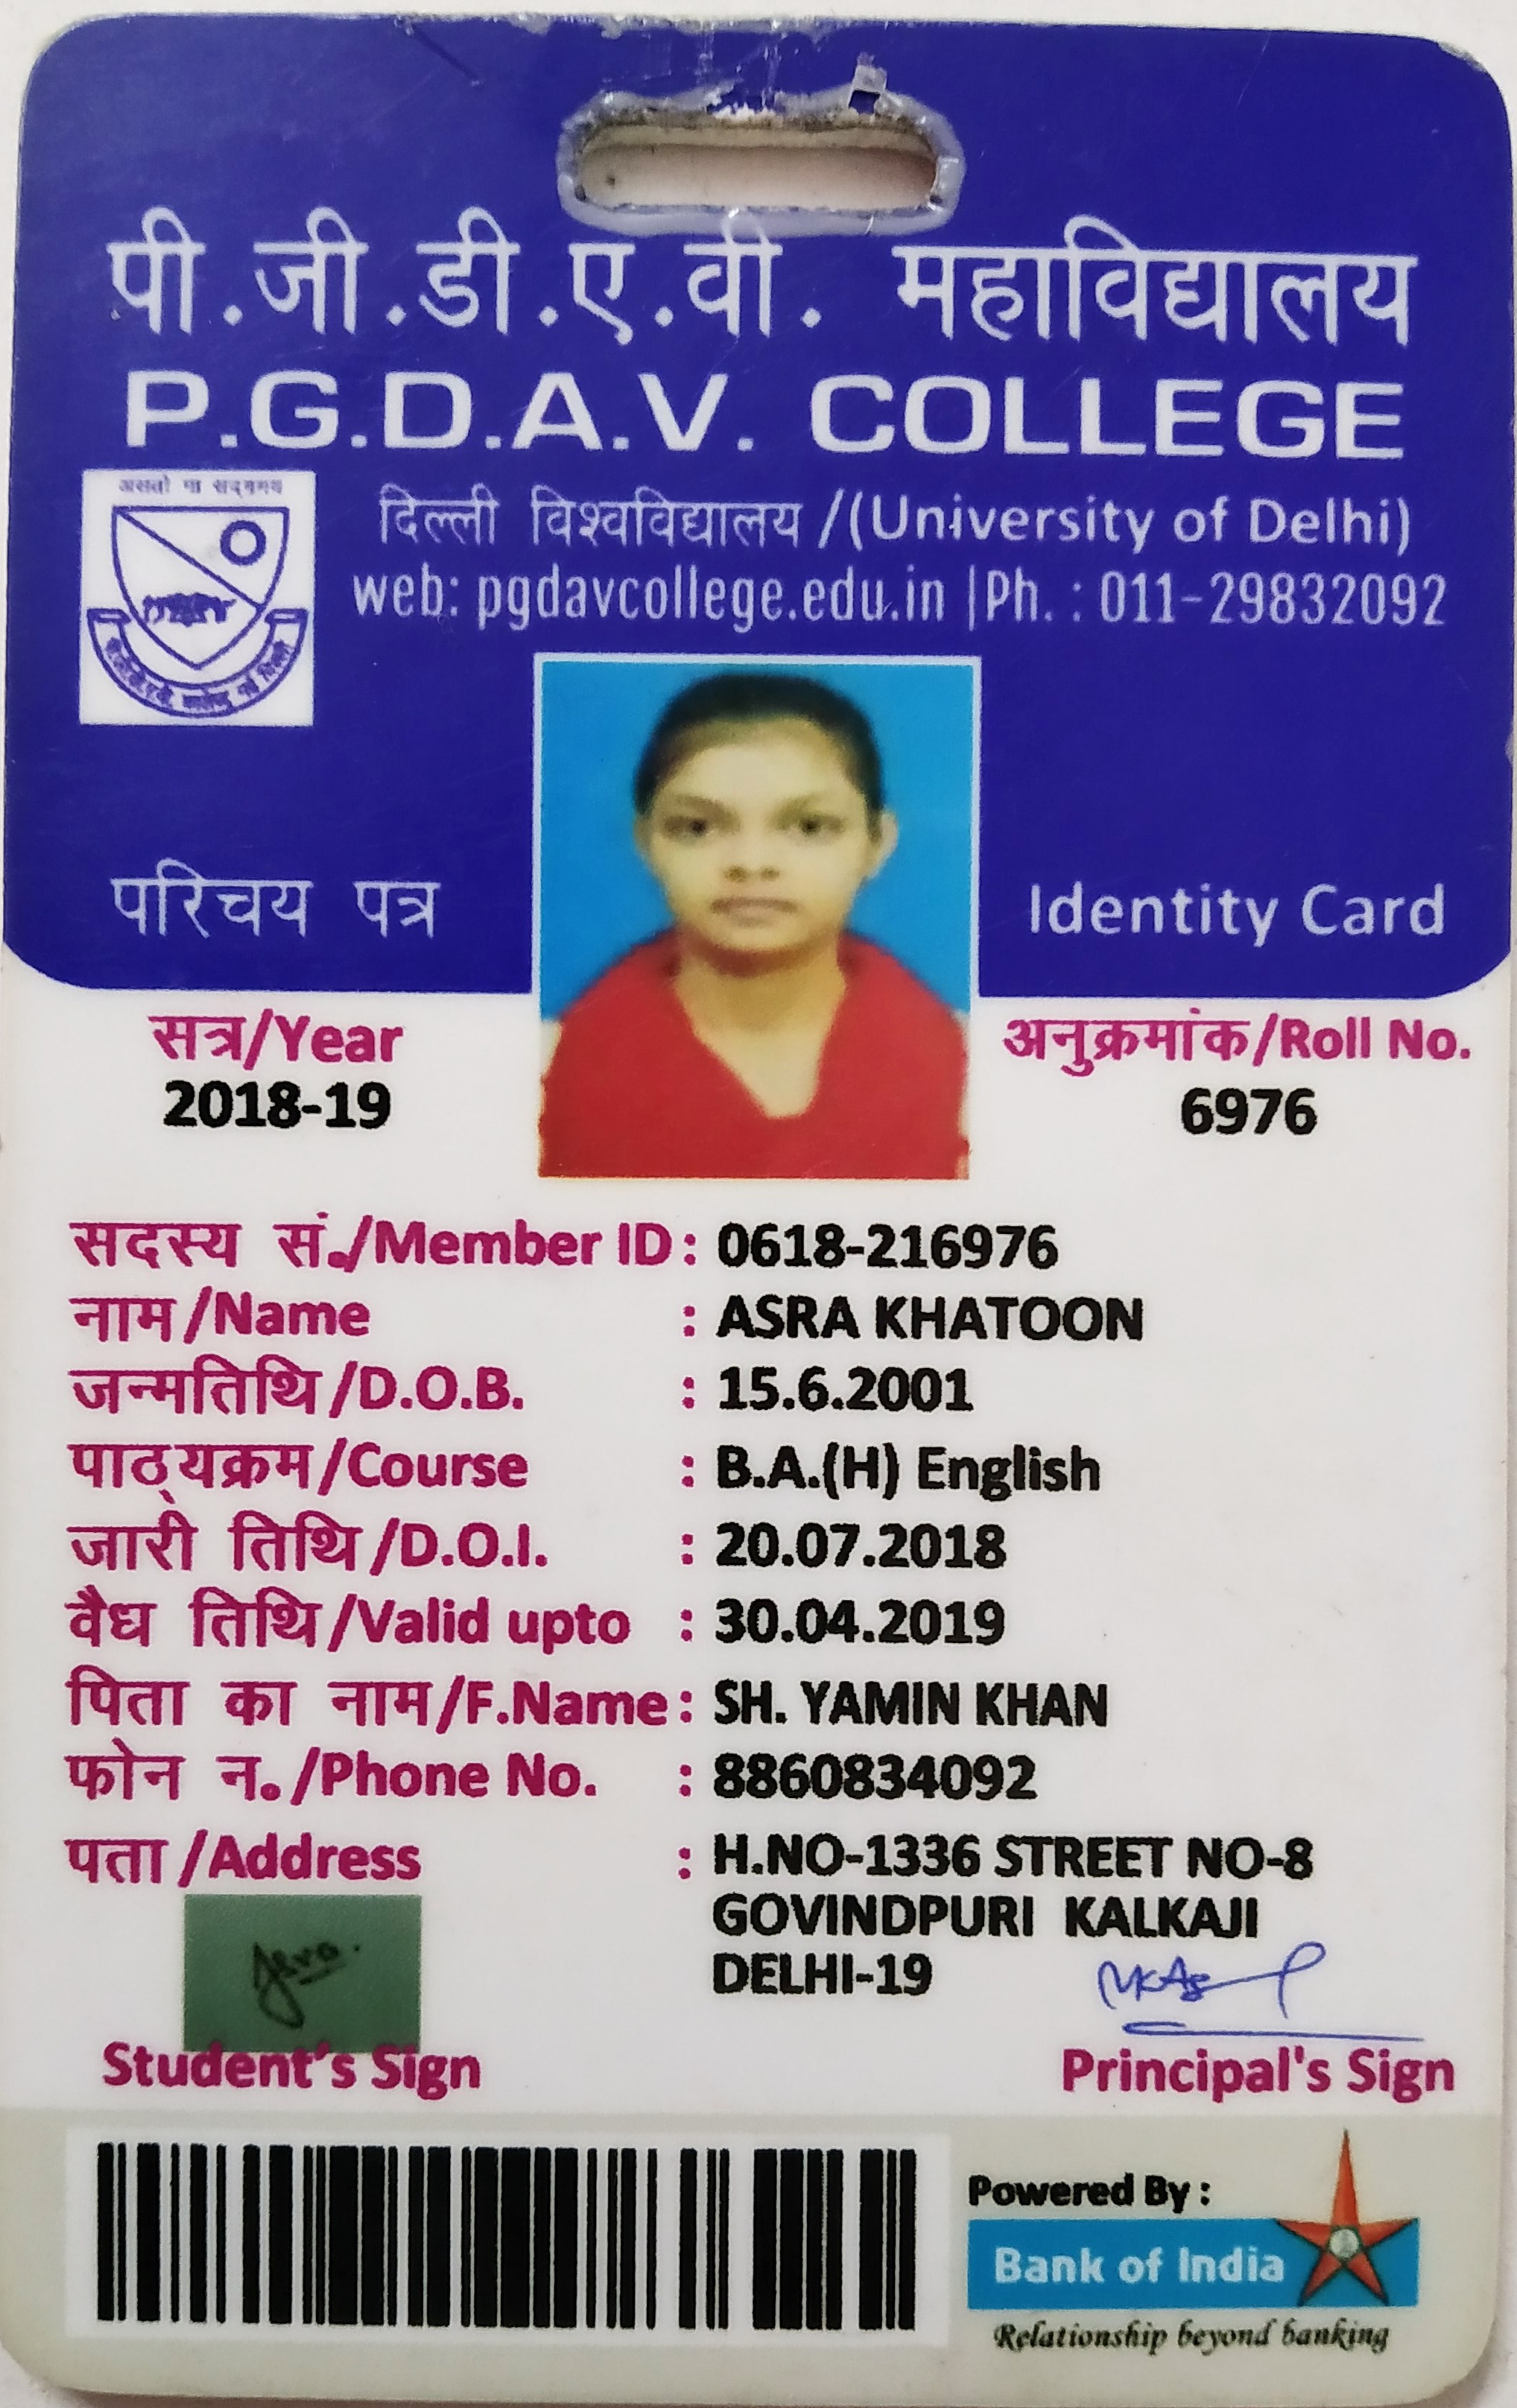 पी.जी.डी.ए.वी. महाविद्यालय
P.G.D.A.V. COLLEGE
असतो मा सद्गमय
दिल्ली विश्वविद्यालय /(University of Delhi)
web: pgdavcollege.edu.in |Ph. : 011-29832092
परिचय पत्र
Identity Card
सत्र/Year
2018-19
अनुक्रमांक/Roll No.
6976
सदस्य सं./Member ID: 0618-216976
नाम/Name : ASRA KHATOON
जन्मतिथि/D.O.B. : 15.6.2001
पाठ्यक्रम/Course : B.A.(H) English
जारी तिथि/D.O.I. : 20.07.2018
वैध तिथि/Valid upto : 30.04.2019
पिता का नाम/F.Name: SH. YAMIN KHAN
फोन न./Phone No. : 8860834092
पता/Address : H.NO-1336 STREET NO-8
GOVINDPURI KALKAJI
DELHI-19
Asra.
Student's Sign
Principal's Sign
Powered By :
Bank of India
Relationship beyond banking